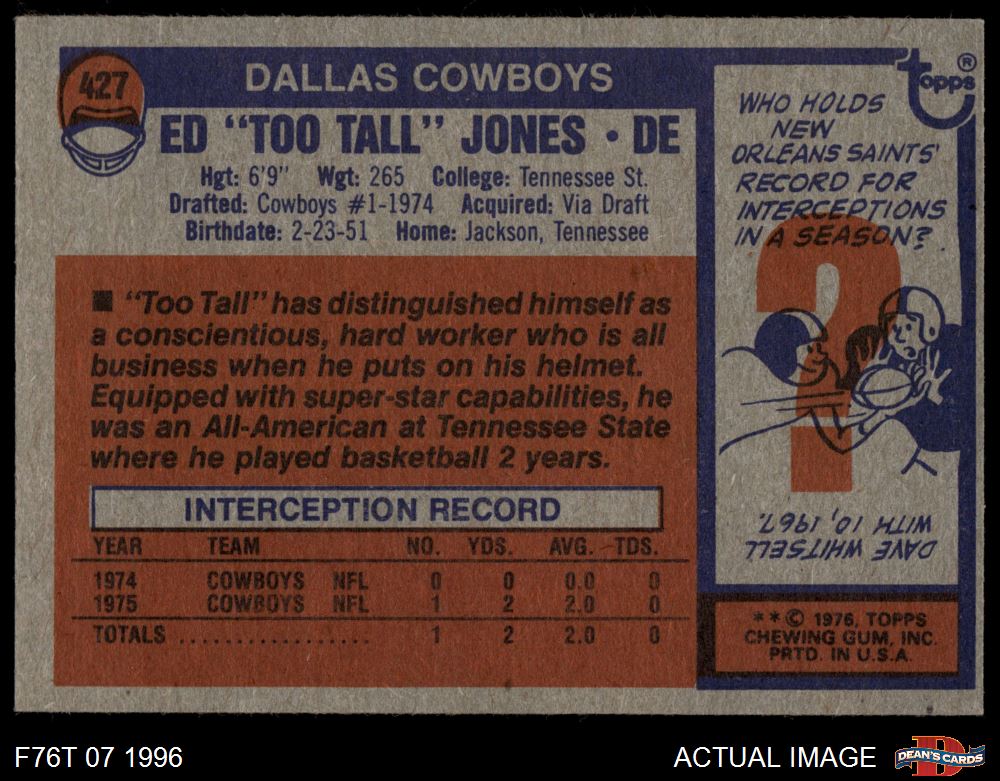 427
DALLAS COWBOYS
ED “TOO TALL” JONES • DE
Hgt: 6'9" Wgt: 265 College: Tennessee St.
Drafted: Cowboys #1-1974 Acquired: Via Draft
Birthdate: 2-23-51 Home: Jackson, Tennessee
■ “Too Tall” has distinguished himself as
a conscientious, hard worker who is all
business when he puts on his helmet.
Equipped with super-star capabilities, he
was an All-American at Tennessee State
where he played basketball 2 years.
INTERCEPTION RECORD
YEAR TEAM NO. YDS. AVG. TDS.
1974 COWBOYS NFL 0 0 0.0 0
1975 COWBOYS NFL 1 2 2.0 0
TOTALS .................. 1 2 2.0 0
topps ®
WHO HOLDS
NEW
ORLEANS SAINTS'
RECORD FOR
INTERCEPTIONS
IN A SEASON?
?
DAVE WHITSELL
WITH 10, 1967.
* * © 1976, TOPPS
CHEWING GUM, INC.
PRTD. IN U.S.A.
F76T 07 1996
ACTUAL IMAGE
D
DEAN'S CARDS